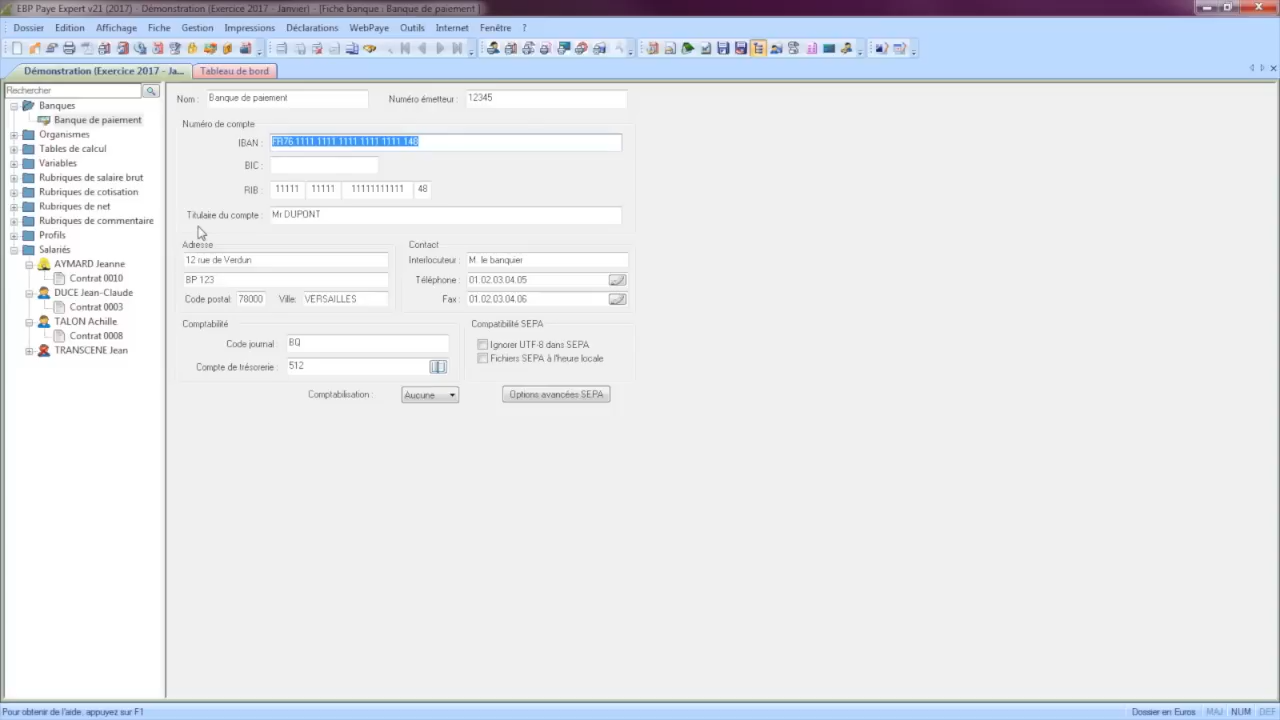 EBP Paye Expert v21 (2017) - Démonstration (Exercice 2017 - Janvier) - [Fiche banque : Banque de paiement ]
Dossier Edition Affichage Fiche Gestion Impressions Déclarations WebPaye Outils Internet Fenêtre ?
Démonstration (Exercice 2017 - Ja... Tableau de bord
Rechercher
Banques
Banque de paiement
Organismes
Tables de calcul
Variables
Rubriques de salaire brut
Rubriques de cotisation
Rubriques de net
Rubriques de commentaire
Profils
Salariés
AYMARD Jeanne
Contrat 0010
DUCE Jean-Claude
Contrat 0003
TALON Achille
Contrat 0008
TRANSCENE Jean
Nom : Banque de paiement Numéro émetteur : 12345
Numéro de compte
IBAN : FR76 1111 1111 1111 1111 1111 148
BIC :
RIB : 11111 11111 11111111111 48
Titulaire du compte : Mr DUPONT
Adresse
12 rue de Verdun
BP 123
Code postal: 78000 Ville: VERSAILLES
Contact
Interlocuteur : M. le banquier
Téléphone : 01.02.03.04.05
Fax : 01.02.03.04.06
Comptabilité
Code journal : BQ
Compte de trésorerie : 512
Compatibilité SEPA
Ignorer UTF-8 dans SEPA
Fichiers SEPA à l'heure locale
Comptabilisation : Aucune Options avancées SEPA
Pour obtenir de l'aide, appuyez sur F1 Dossier en Euros MAJ NUM DEF